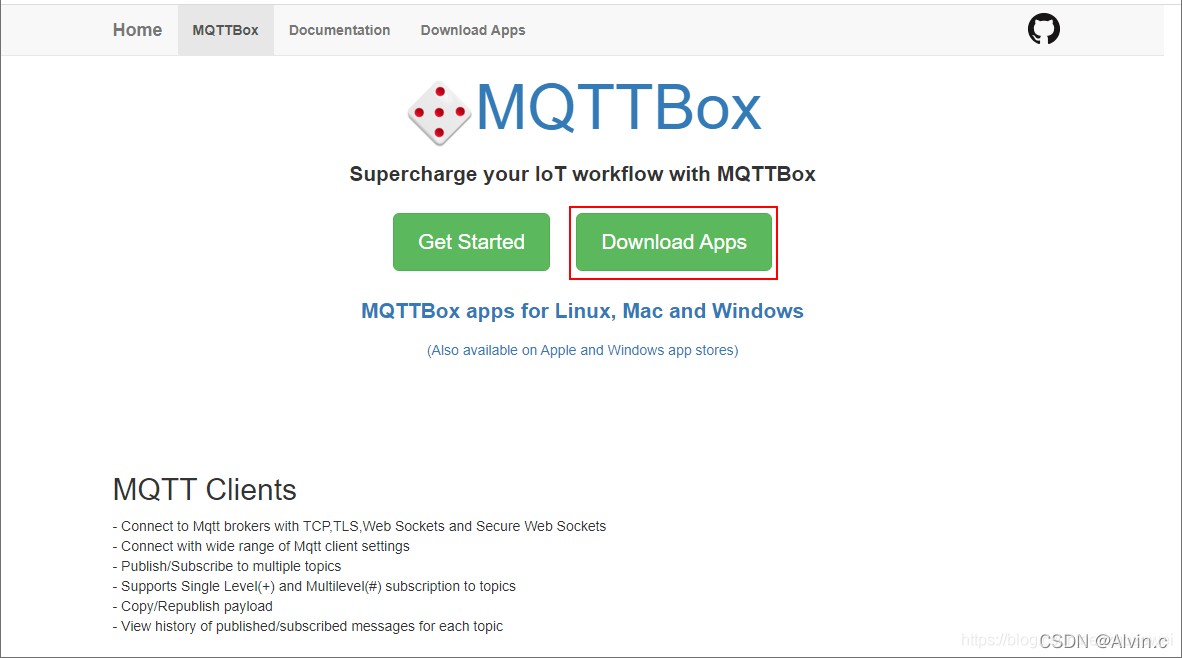 Home MQTTBox Documentation Download Apps
MQTTBox
Supercharge your IoT workflow with MQTTBox
Get Started Download Apps
MQTTBox apps for Linux, Mac and Windows
(Also available on Apple and Windows app stores)
MQTT Clients
- Connect to Mqtt brokers with TCP,TLS,Web Sockets and Secure Web Sockets
- Connect with wide range of Mqtt client settings
- Publish/Subscribe to multiple topics
- Supports Single Level(+) and Multilevel(#) subscription to topics
- Copy/Republish payload
- View history of published/subscribed messages for each topic
CSDN @Alvin.c